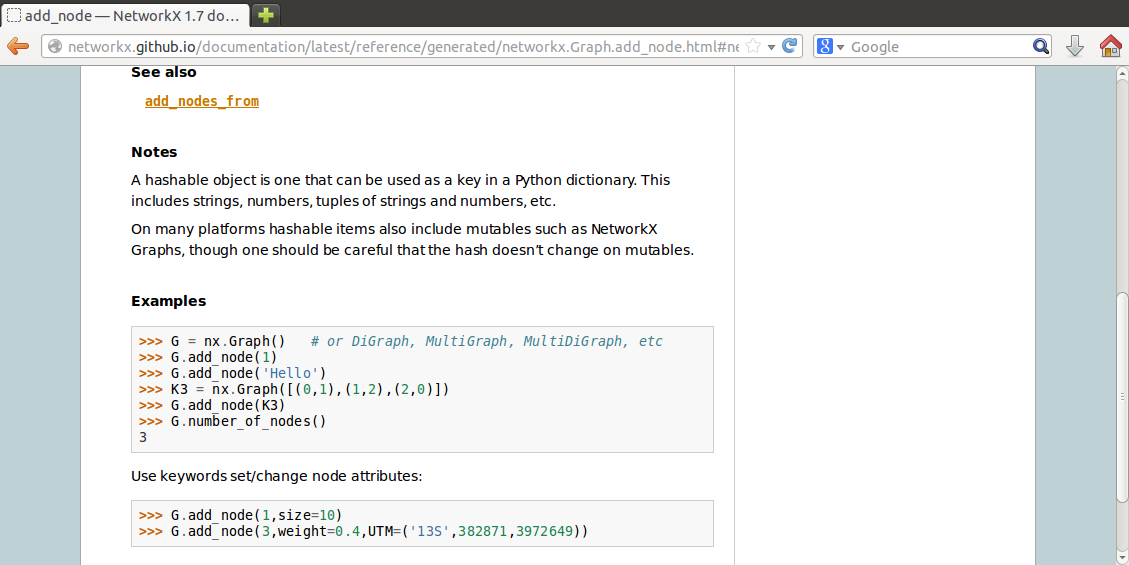 add_node — NetworkX 1.7 do...
networkx.github.io/documentation/latest/reference/generated/networkx.Graph.add_node.html#ne
Google
See also
add_nodes_from
Notes
A hashable object is one that can be used as a key in a Python dictionary. This
includes strings, numbers, tuples of strings and numbers, etc.
On many platforms hashable items also include mutables such as NetworkX
Graphs, though one should be careful that the hash doesn’t change on mutables.
Examples
>>> G = nx.Graph()   # or DiGraph, MultiGraph, MultiDiGraph, etc
>>> G.add_node(1)
>>> G.add_node('Hello')
>>> K3 = nx.Graph([(0,1),(1,2),(2,0)])
>>> G.add_node(K3)
>>> G.number_of_nodes()
3
Use keywords set/change node attributes:
>>> G.add_node(1,size=10)
>>> G.add_node(3,weight=0.4,UTM=('13S',382871,3972649))